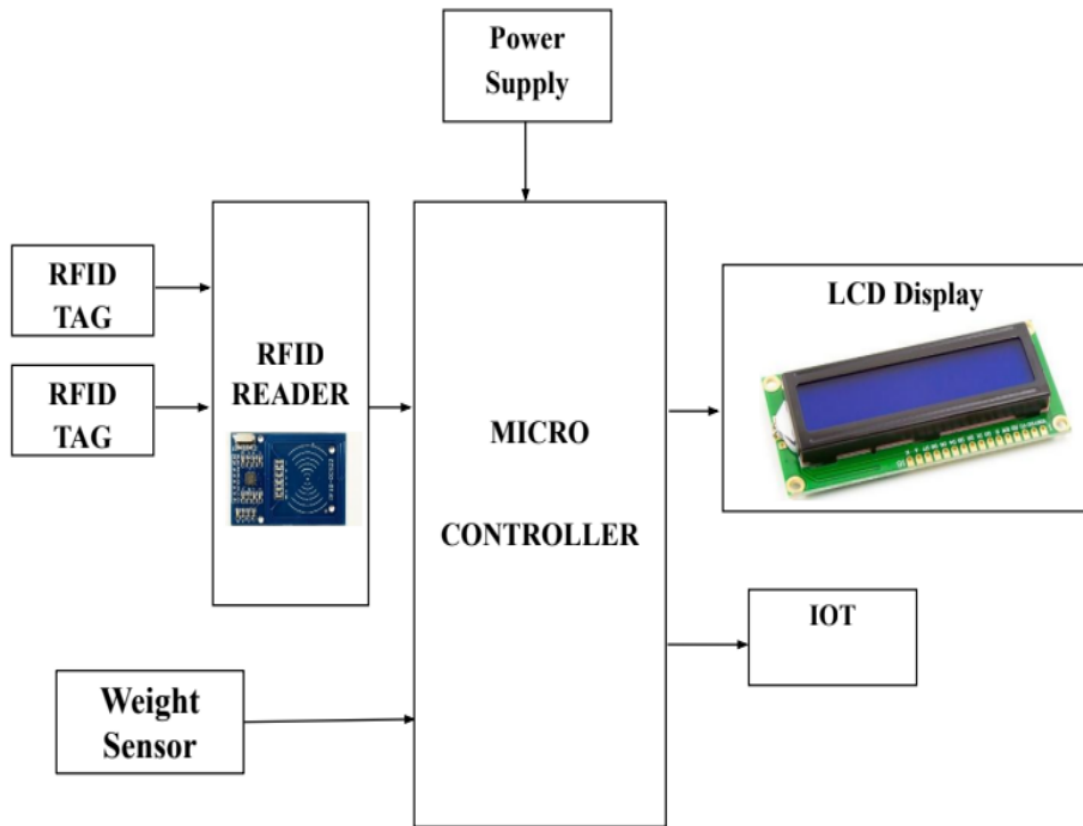 Power
Supply
RFID
TAG
RFID
TAG
RFID
READER
MICRO
CONTROLLER
LCD Display
IOT
Weight
Sensor